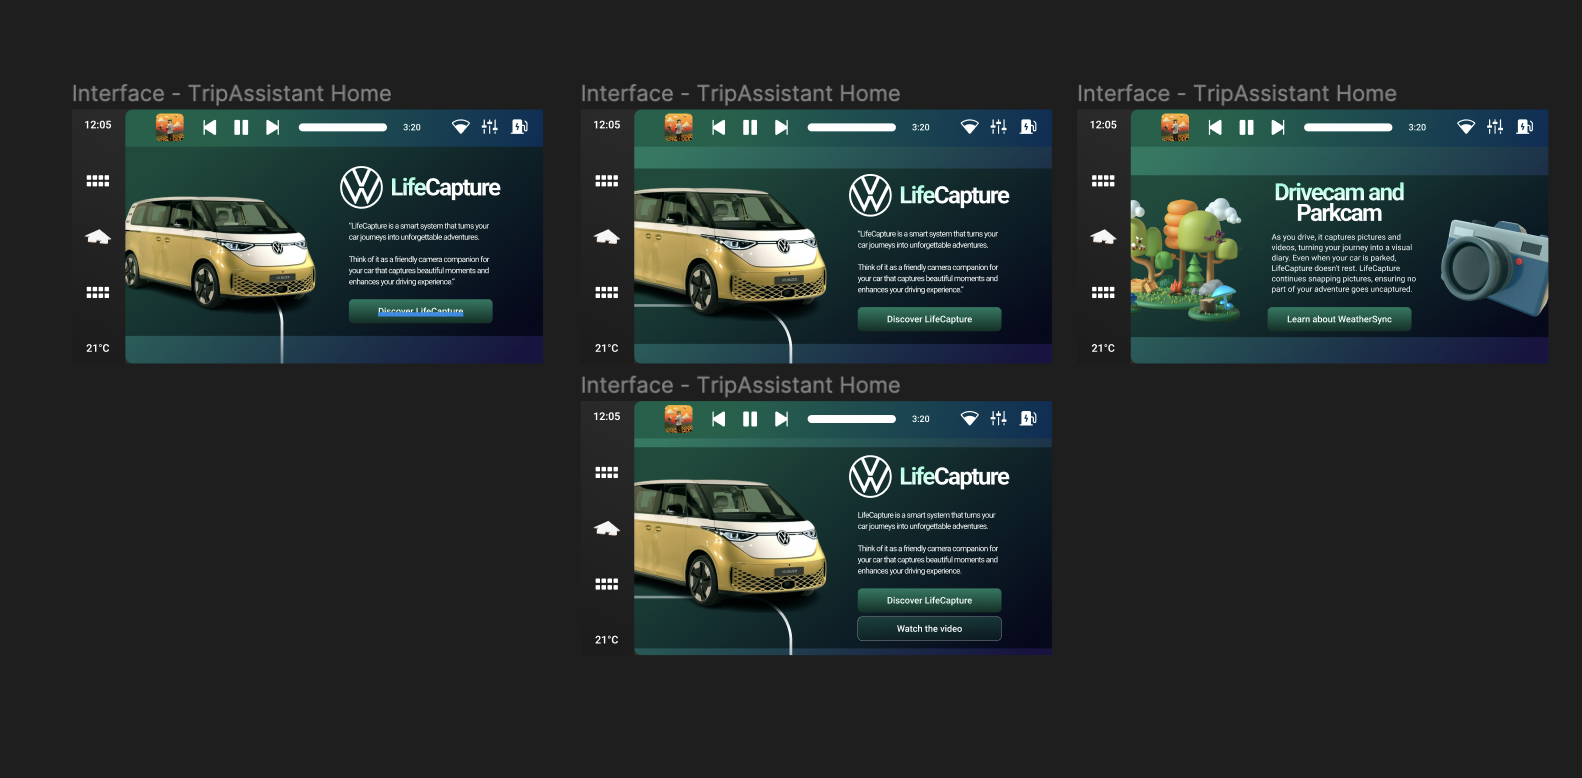 Interface - TripAssistant Home
12:05
3:20
LifeCapture
"LifeCapture is a smart system that turns your
car journeys into unforgettable adventures.
Think of it as a friendly camera companion for
your car that captures beautiful moments and
enhances your driving experience."
Discover LifeCapture
21°C
Interface - TripAssistant Home
12:05
3:20
LifeCapture
"LifeCapture is a smart system that turns your
car journeys into unforgettable adventures.
Think of it as a friendly camera companion for
your car that captures beautiful moments and
enhances your driving experience."
Discover LifeCapture
21°C
Interface - TripAssistant Home
12:05
3:20
Drivecam and
Parkcam
As you drive, it captures pictures and
videos, turning your journey into a visual
diary. Even when your car is parked,
LifeCapture doesn't rest. LifeCapture
continues snapping pictures, ensuring no
part of your adventure goes uncaptured.
Learn about WeatherSync
21°C
Interface - TripAssistant Home
12:05
3:20
LifeCapture
LifeCapture is a smart system that turns your
car journeys into unforgettable adventures.
Think of it as a friendly camera companion for
your car that captures beautiful moments and
enhances your driving experience.
Discover LifeCapture
Watch the video
21°C